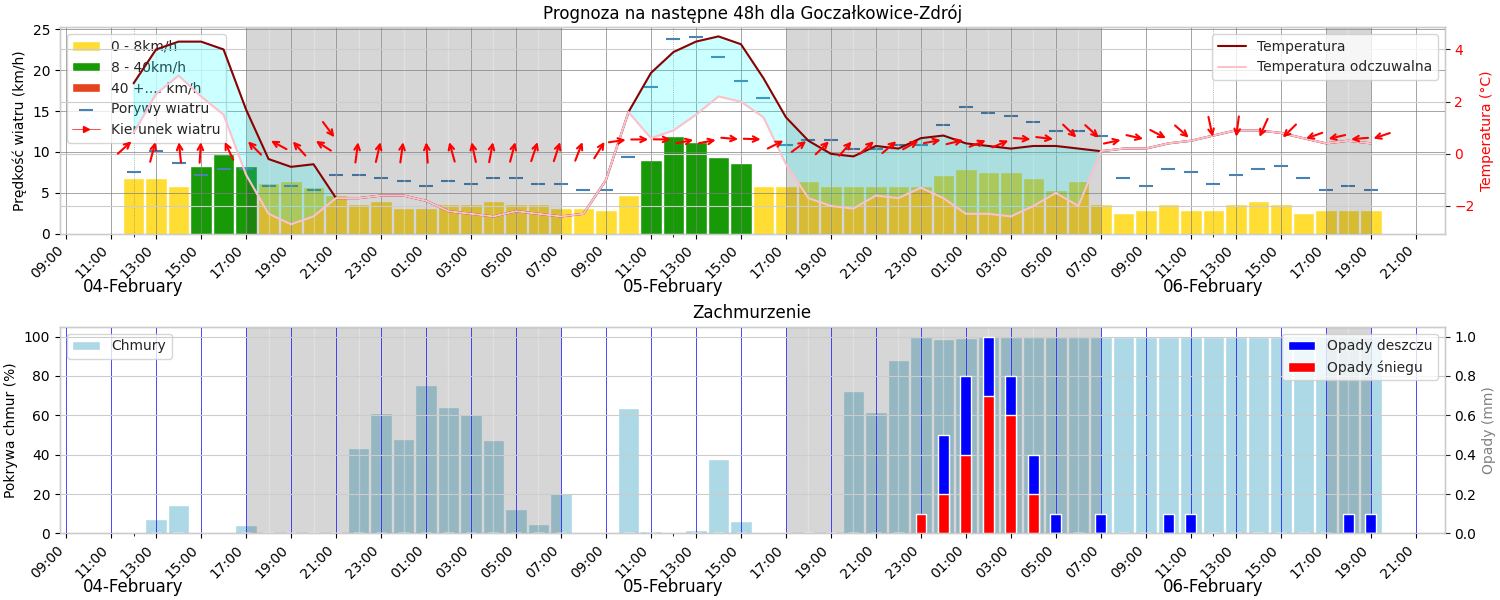 Prognoza na następne 48h dla Goczałkowice-Zdrój
Prędkość wiatru (km/h)
25
20
15
10
5
0
0 - 8km/h
8 - 40km/h
40 +.... km/h
Porywy wiatru
Kierunek wiatru
Temperatura
Temperatura odczuwalna
4
2
0
−2
Temperatura (°C)
09:00 11:00 13:00 15:00 17:00 19:00 21:00 23:00 01:00 03:00 05:00 07:00 09:00 11:00 13:00 15:00 17:00 19:00 21:00 23:00 01:00 03:00 05:00 07:00 09:00 11:00 13:00 15:00 17:00 19:00 21:00
04-February 05-February 06-February
Zachmurzenie
Pokrywa chmur (%)
100
80
60
40
20
0
Chmury
Opady deszczu
Opady śniegu
1.0
0.8
0.6
0.4
0.2
0.0
Opady (mm)
09:00 11:00 13:00 15:00 17:00 19:00 21:00 23:00 01:00 03:00 05:00 07:00 09:00 11:00 13:00 15:00 17:00 19:00 21:00 23:00 01:00 03:00 05:00 07:00 09:00 11:00 13:00 15:00 17:00 19:00 21:00
04-February 05-February 06-February